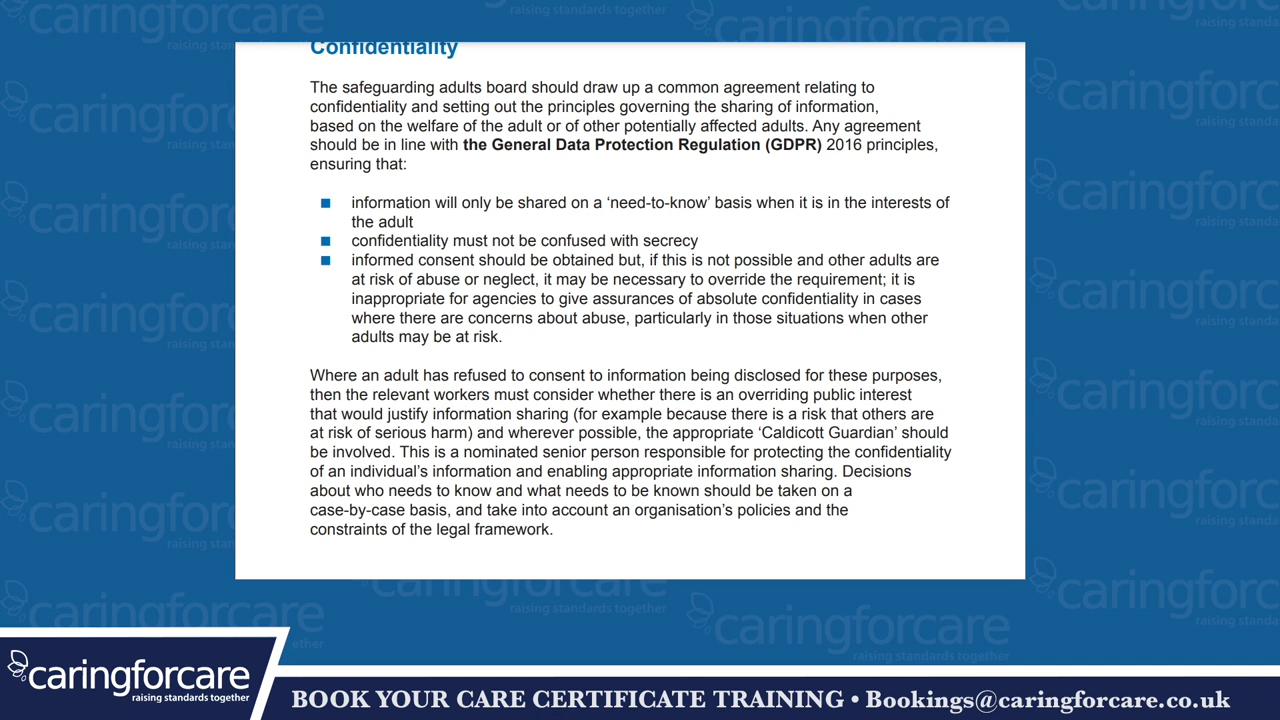 Confidentiality
The safeguarding adults board should draw up a common agreement relating to
confidentiality and setting out the principles governing the sharing of information,
based on the welfare of the adult or of other potentially affected adults. Any agreement
should be in line with the General Data Protection Regulation (GDPR) 2016 principles,
ensuring that:
■ information will only be shared on a ‘need-to-know’ basis when it is in the interests of
the adult
■ confidentiality must not be confused with secrecy
■ informed consent should be obtained but, if this is not possible and other adults are
at risk of abuse or neglect, it may be necessary to override the requirement; it is
inappropriate for agencies to give assurances of absolute confidentiality in cases
where there are concerns about abuse, particularly in those situations when other
adults may be at risk.
Where an adult has refused to consent to information being disclosed for these purposes,
then the relevant workers must consider whether there is an overriding public interest
that would justify information sharing (for example because there is a risk that others are
at risk of serious harm) and wherever possible, the appropriate ‘Caldicott Guardian’ should
be involved. This is a nominated senior person responsible for protecting the confidentiality
of an individual’s information and enabling appropriate information sharing. Decisions
about who needs to know and what needs to be known should be taken on a
case-by-case basis, and take into account an organisation’s policies and the
constraints of the legal framework.
caringforcare
raising standards together
BOOK YOUR CARE CERTIFICATE TRAINING • Bookings@caringforcare.co.uk